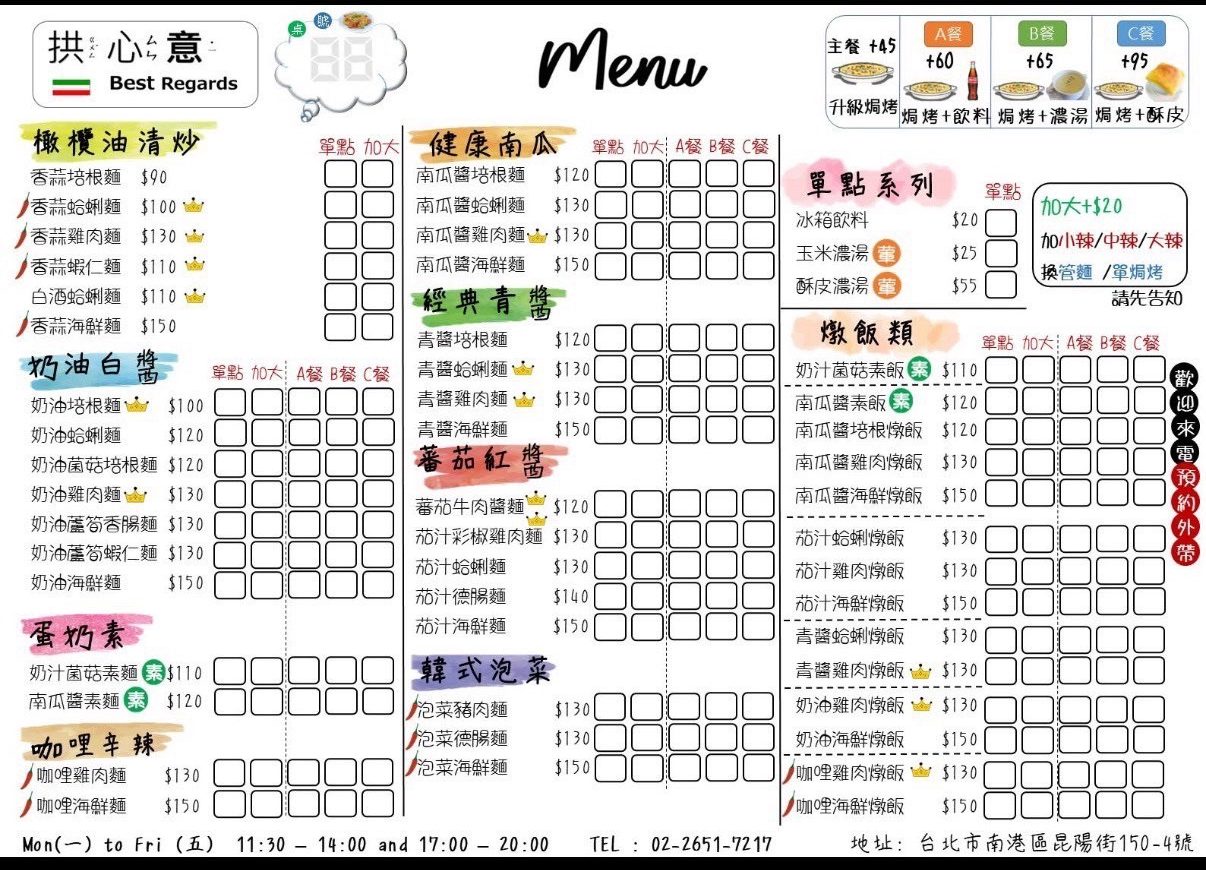 拱ㄍㄨㄥˇ心ㄒㄧㄣ意ㄧˋ
Best Regards
桌號
88
Menu
主餐 +45
升級焗烤
A餐
+60
焗烤+飲料
B餐
+65
焗烤+濃湯
C餐
+95
焗烤+酥皮
橄欖油清炒
單點 加大
香蒜培根麵 $90
香蒜蛤蜊麵 $100
香蒜雞肉麵 $130
香蒜蝦仁麵 $110
白酒蛤蜊麵 $110
香蒜海鮮麵 $150
奶油白醬
單點 加大 A餐 B餐 C餐
奶油培根麵 $100
奶油蛤蜊麵 $120
奶油菌菇培根麵 $120
奶油雞肉麵 $130
奶油蘆筍香腸麵 $130
奶油蘆筍蝦仁麵 $130
奶油海鮮麵 $150
蛋奶素
奶汁菌菇素麵 素 $110
南瓜醬素麵 素 $120
咖哩辛辣
咖哩雞肉麵 $130
咖哩海鮮麵 $150
健康南瓜
單點 加大 A餐 B餐 C餐
南瓜醬培根麵 $120
南瓜醬蛤蜊麵 $130
南瓜醬雞肉麵 $130
南瓜醬海鮮麵 $150
經典青醬
青醬培根麵 $120
青醬蛤蜊麵 $130
青醬雞肉麵 $130
青醬海鮮麵 $150
蕃茄紅醬
蕃茄牛肉醬麵 $120
茄汁彩椒雞肉麵 $130
茄汁蛤蜊麵 $130
茄汁德腸麵 $140
茄汁海鮮麵 $150
韓式泡菜
泡菜豬肉麵 $130
泡菜德腸麵 $130
泡菜海鮮麵 $150
單點系列
單點
冰箱飲料 $20
玉米濃湯 葷 $25
酥皮濃湯 葷 $55
加大+$20
加小辣/中辣/大辣
換管麵 /單焗烤
請先告知
燉飯類
單點 加大 A餐 B餐 C餐
奶汁菌菇素飯 素 $110
南瓜醬素飯 素 $120
南瓜醬培根燉飯 $120
南瓜醬雞肉燉飯 $130
南瓜醬海鮮燉飯 $150
茄汁蛤蜊燉飯 $130
茄汁雞肉燉飯 $130
茄汁海鮮燉飯 $150
青醬蛤蜊燉飯 $130
青醬雞肉燉飯 $130
奶油雞肉燉飯 $130
奶油海鮮燉飯 $150
咖哩雞肉燉飯 $130
咖哩海鮮燉飯 $150
歡迎來電預約外帶
Mon(一) to Fri (五) 11:30 – 14:00 and 17:00 – 20:00 TEL : 02-2651-7217 地址: 台北市南港區昆陽街150-4號